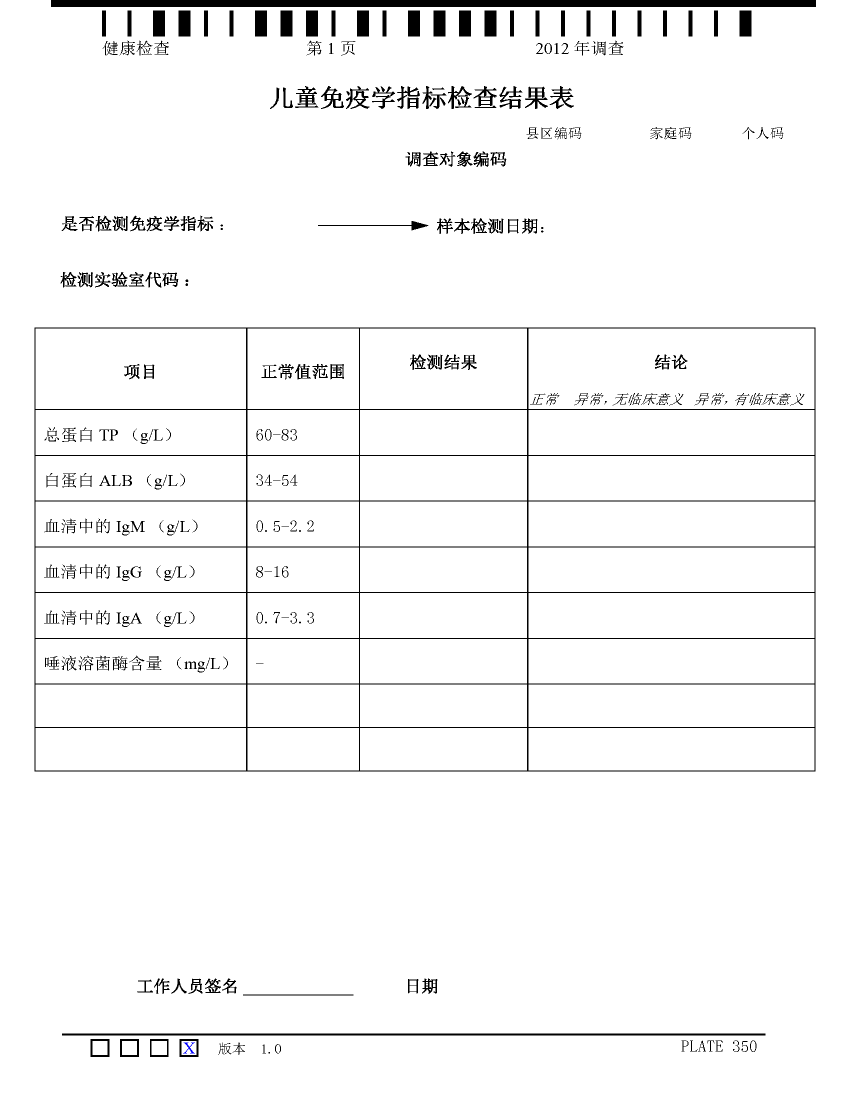 健康检查 第 1 页 2012 年调查
儿童免疫学指标检查结果表
县区编码 家庭码 个人码
调查对象编码
是否检测免疫学指标： 样本检测日期：
检测实验室代码：
项目 正常值范围 检测结果 结论
正常 异常，无临床意义 异常，有临床意义
总蛋白 TP （g/L） 60-83
白蛋白 ALB （g/L） 34-54
血清中的 IgM （g/L） 0.5-2.2
血清中的 IgG （g/L） 8-16
血清中的 IgA （g/L） 0.7-3.3
唾液溶菌酶含量 （mg/L） -
工作人员签名 日期
X 版本 1.0 PLATE 350